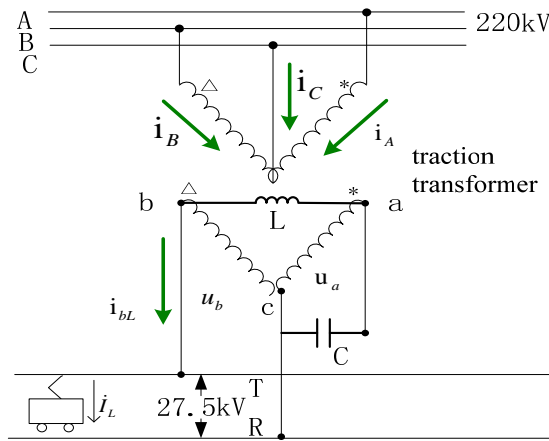 A
B
C
220kV
i_C
i_B
i_A
△
*
traction
transformer
b
△
L
*
a
u_b
u_a
c
i_bL
C
i_L
27.5kV
T
R